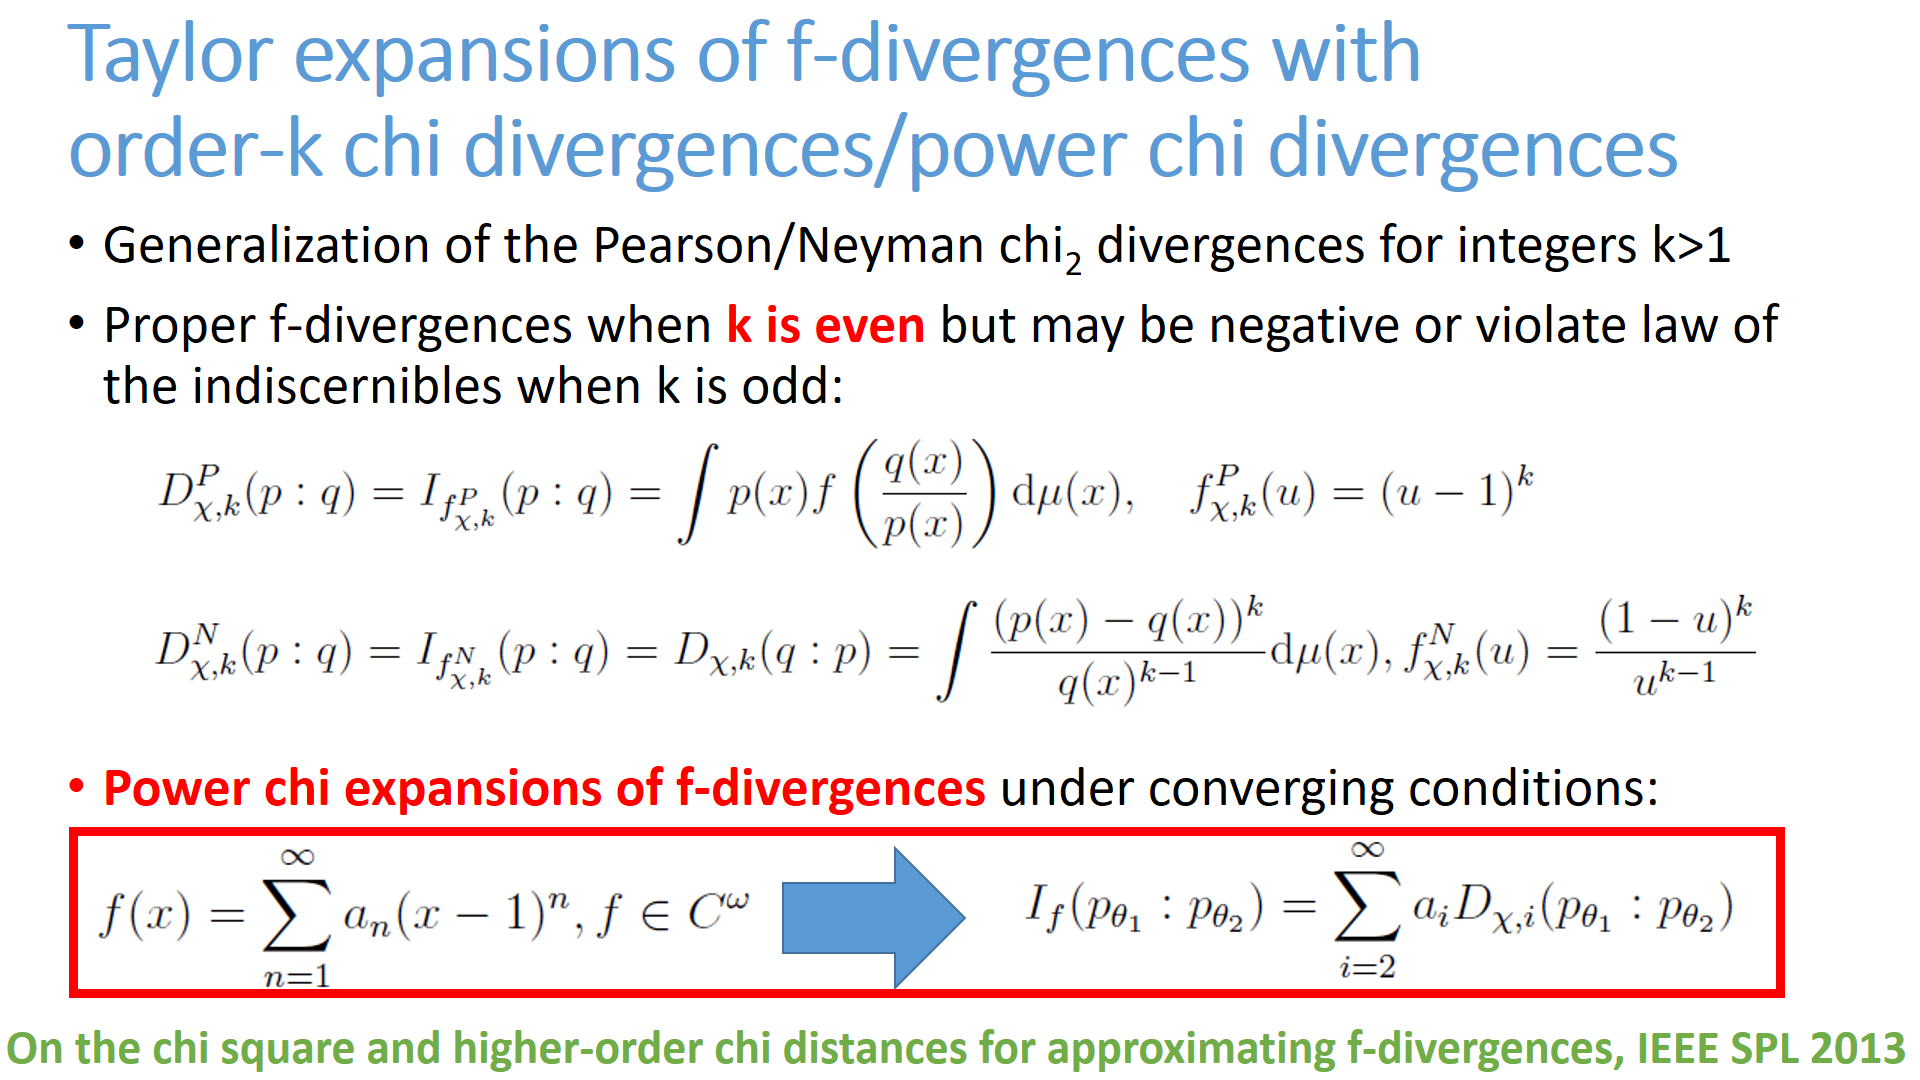 Taylor expansions of f-divergences with
order-k chi divergences/power chi divergences
• Generalization of the Pearson/Neyman chi₂ divergences for integers k>1
• Proper f-divergences when k is even but may be negative or violate law of
the indiscernibles when k is odd:
$D^P_{\chi,k}(p:q) = I_{f^P_{\chi,k}}(p:q) = \int p(x) f\left(\frac{q(x)}{p(x)}\right) \mathrm{d}\mu(x), \quad f^P_{\chi,k}(u) = (u-1)^k$
$D^N_{\chi,k}(p:q) = I_{f^N_{\chi,k}}(p:q) = D_{\chi,k}(q:p) = \int \frac{(p(x)-q(x))^k}{q(x)^{k-1}} \mathrm{d}\mu(x), f^N_{\chi,k}(u) = \frac{(1-u)^k}{u^{k-1}}$
• Power chi expansions of f-divergences under converging conditions:
$f(x) = \sum_{n=1}^{\infty} a_n(x-1)^n, f \in C^\omega$ $I_f(p_{\theta_1}:p_{\theta_2}) = \sum_{i=2}^{\infty} a_i D_{\chi,i}(p_{\theta_1}:p_{\theta_2})$
On the chi square and higher-order chi distances for approximating f-divergences, IEEE SPL 2013